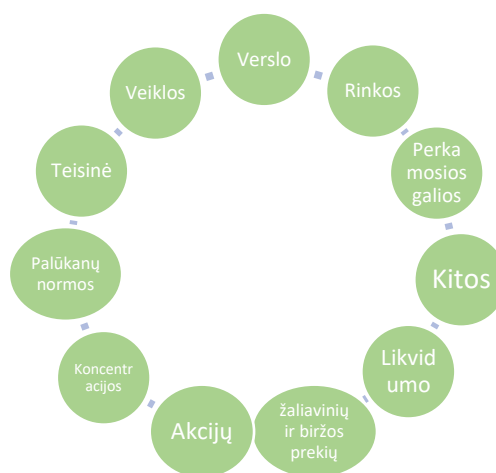 Verslo
Rinkos
Perka
mosios
galios
Kitos
Likvid
umo
žaliavinių
ir biržos
prekių
Akcijų
Koncentr
acijos
Palūkanų
normos
Teisinė
Veiklos